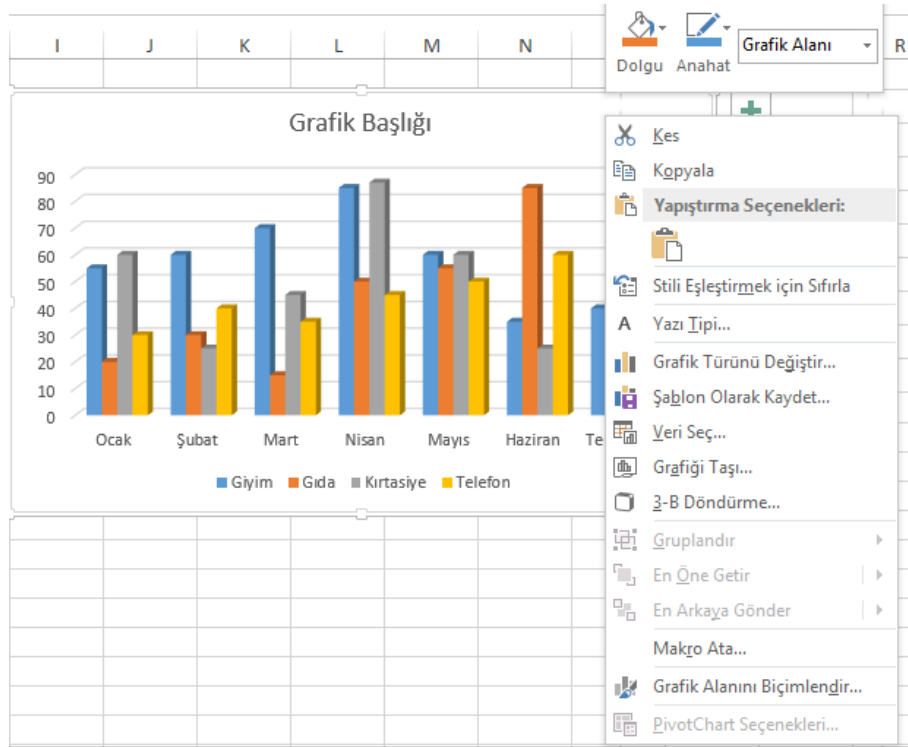 I J K L M N R
Dolgu Anahat Grafik Alanı
Grafik Başlığı
90
80
70
60
50
40
30
20
10
0
Ocak Şubat Mart Nisan Mayıs Haziran Te
Giyim Gıda Kırtasiye Telefon
Kes
Kopyala
Yapıştırma Seçenekleri:
Stili Eşleştirmek için Sıfırla
A Yazı Tipi...
Grafik Türünü Değiştir...
Şablon Olarak Kaydet...
Veri Seç...
Grafiği Taşı...
3-B Döndürme...
Gruplandır
En Öne Getir
En Arkaya Gönder
Makro Ata...
Grafik Alanını Biçimlendir...
PivotChart Seçenekleri...